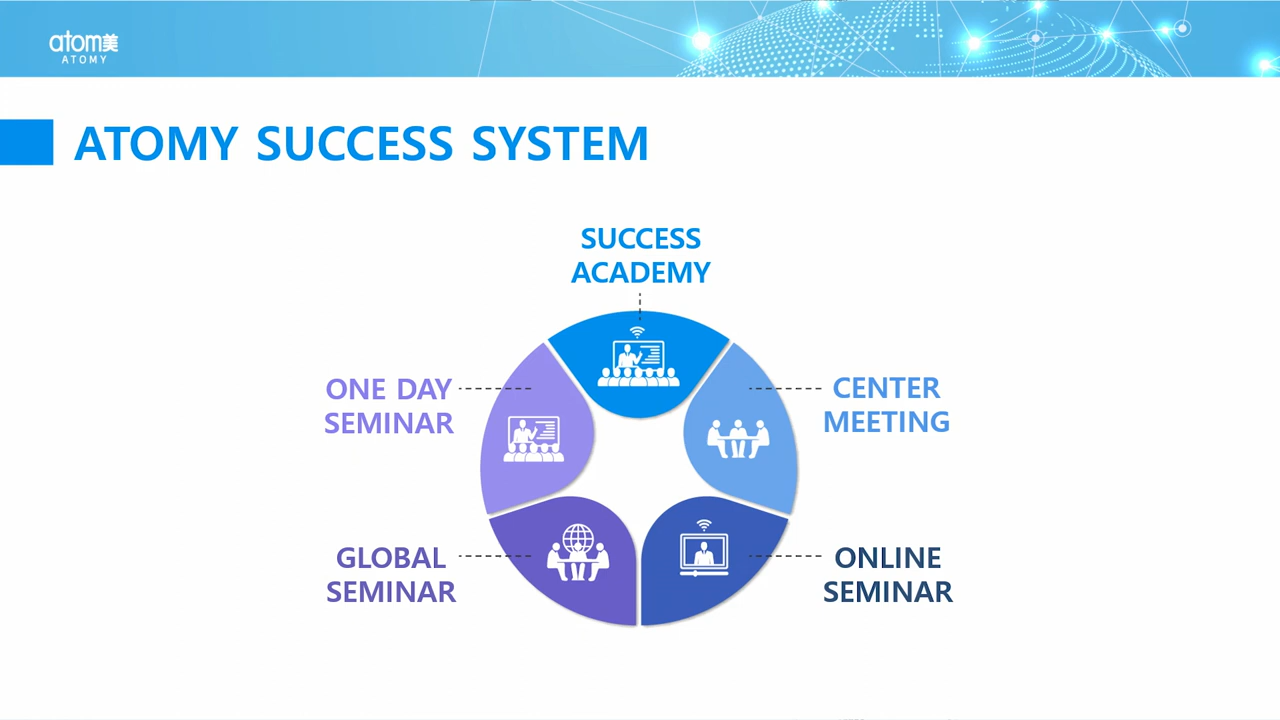 atom美
ATOMY
ATOMY SUCCESS SYSTEM
SUCCESS
ACADEMY
ONE DAY
SEMINAR
CENTER
MEETING
GLOBAL
SEMINAR
ONLINE
SEMINAR